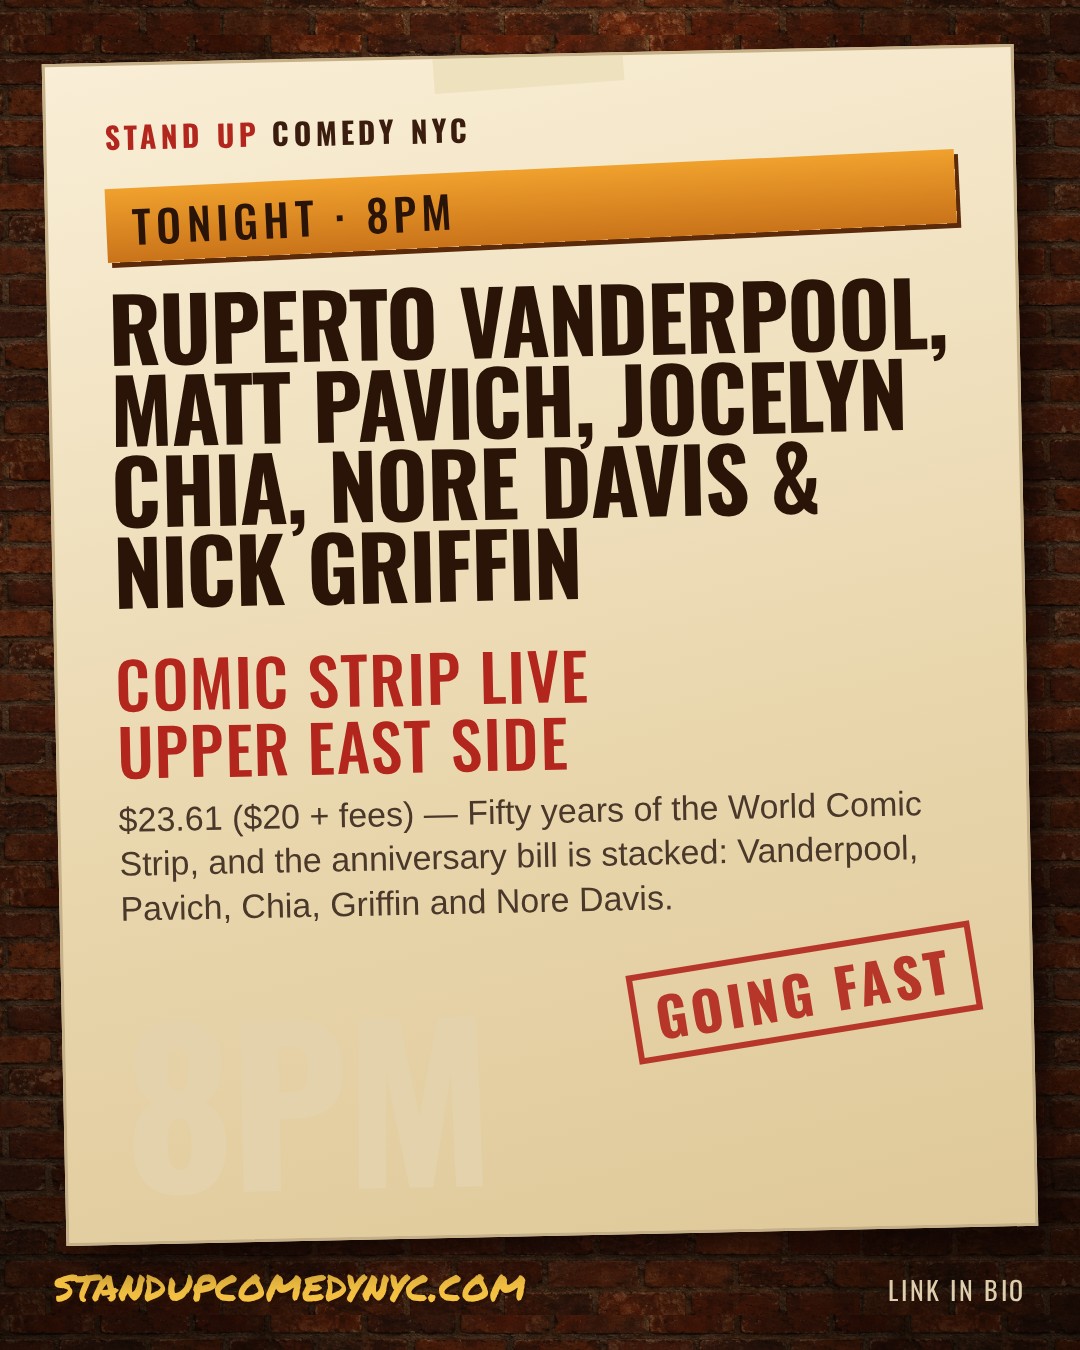 STAND UP COMEDY NYC
TONIGHT · 8PM
RUPERTO VANDERPOOL,
MATT PAVICH, JOCELYN
CHIA, NORE DAVIS &
NICK GRIFFIN
COMIC STRIP LIVE
UPPER EAST SIDE
$23.61 ($20 + fees) — Fifty years of the World Comic
Strip, and the anniversary bill is stacked: Vanderpool,
Pavich, Chia, Griffin and Nore Davis.
GOING FAST
8PM
STANDUPCOMEDYNYC.COM
LINK IN BIO